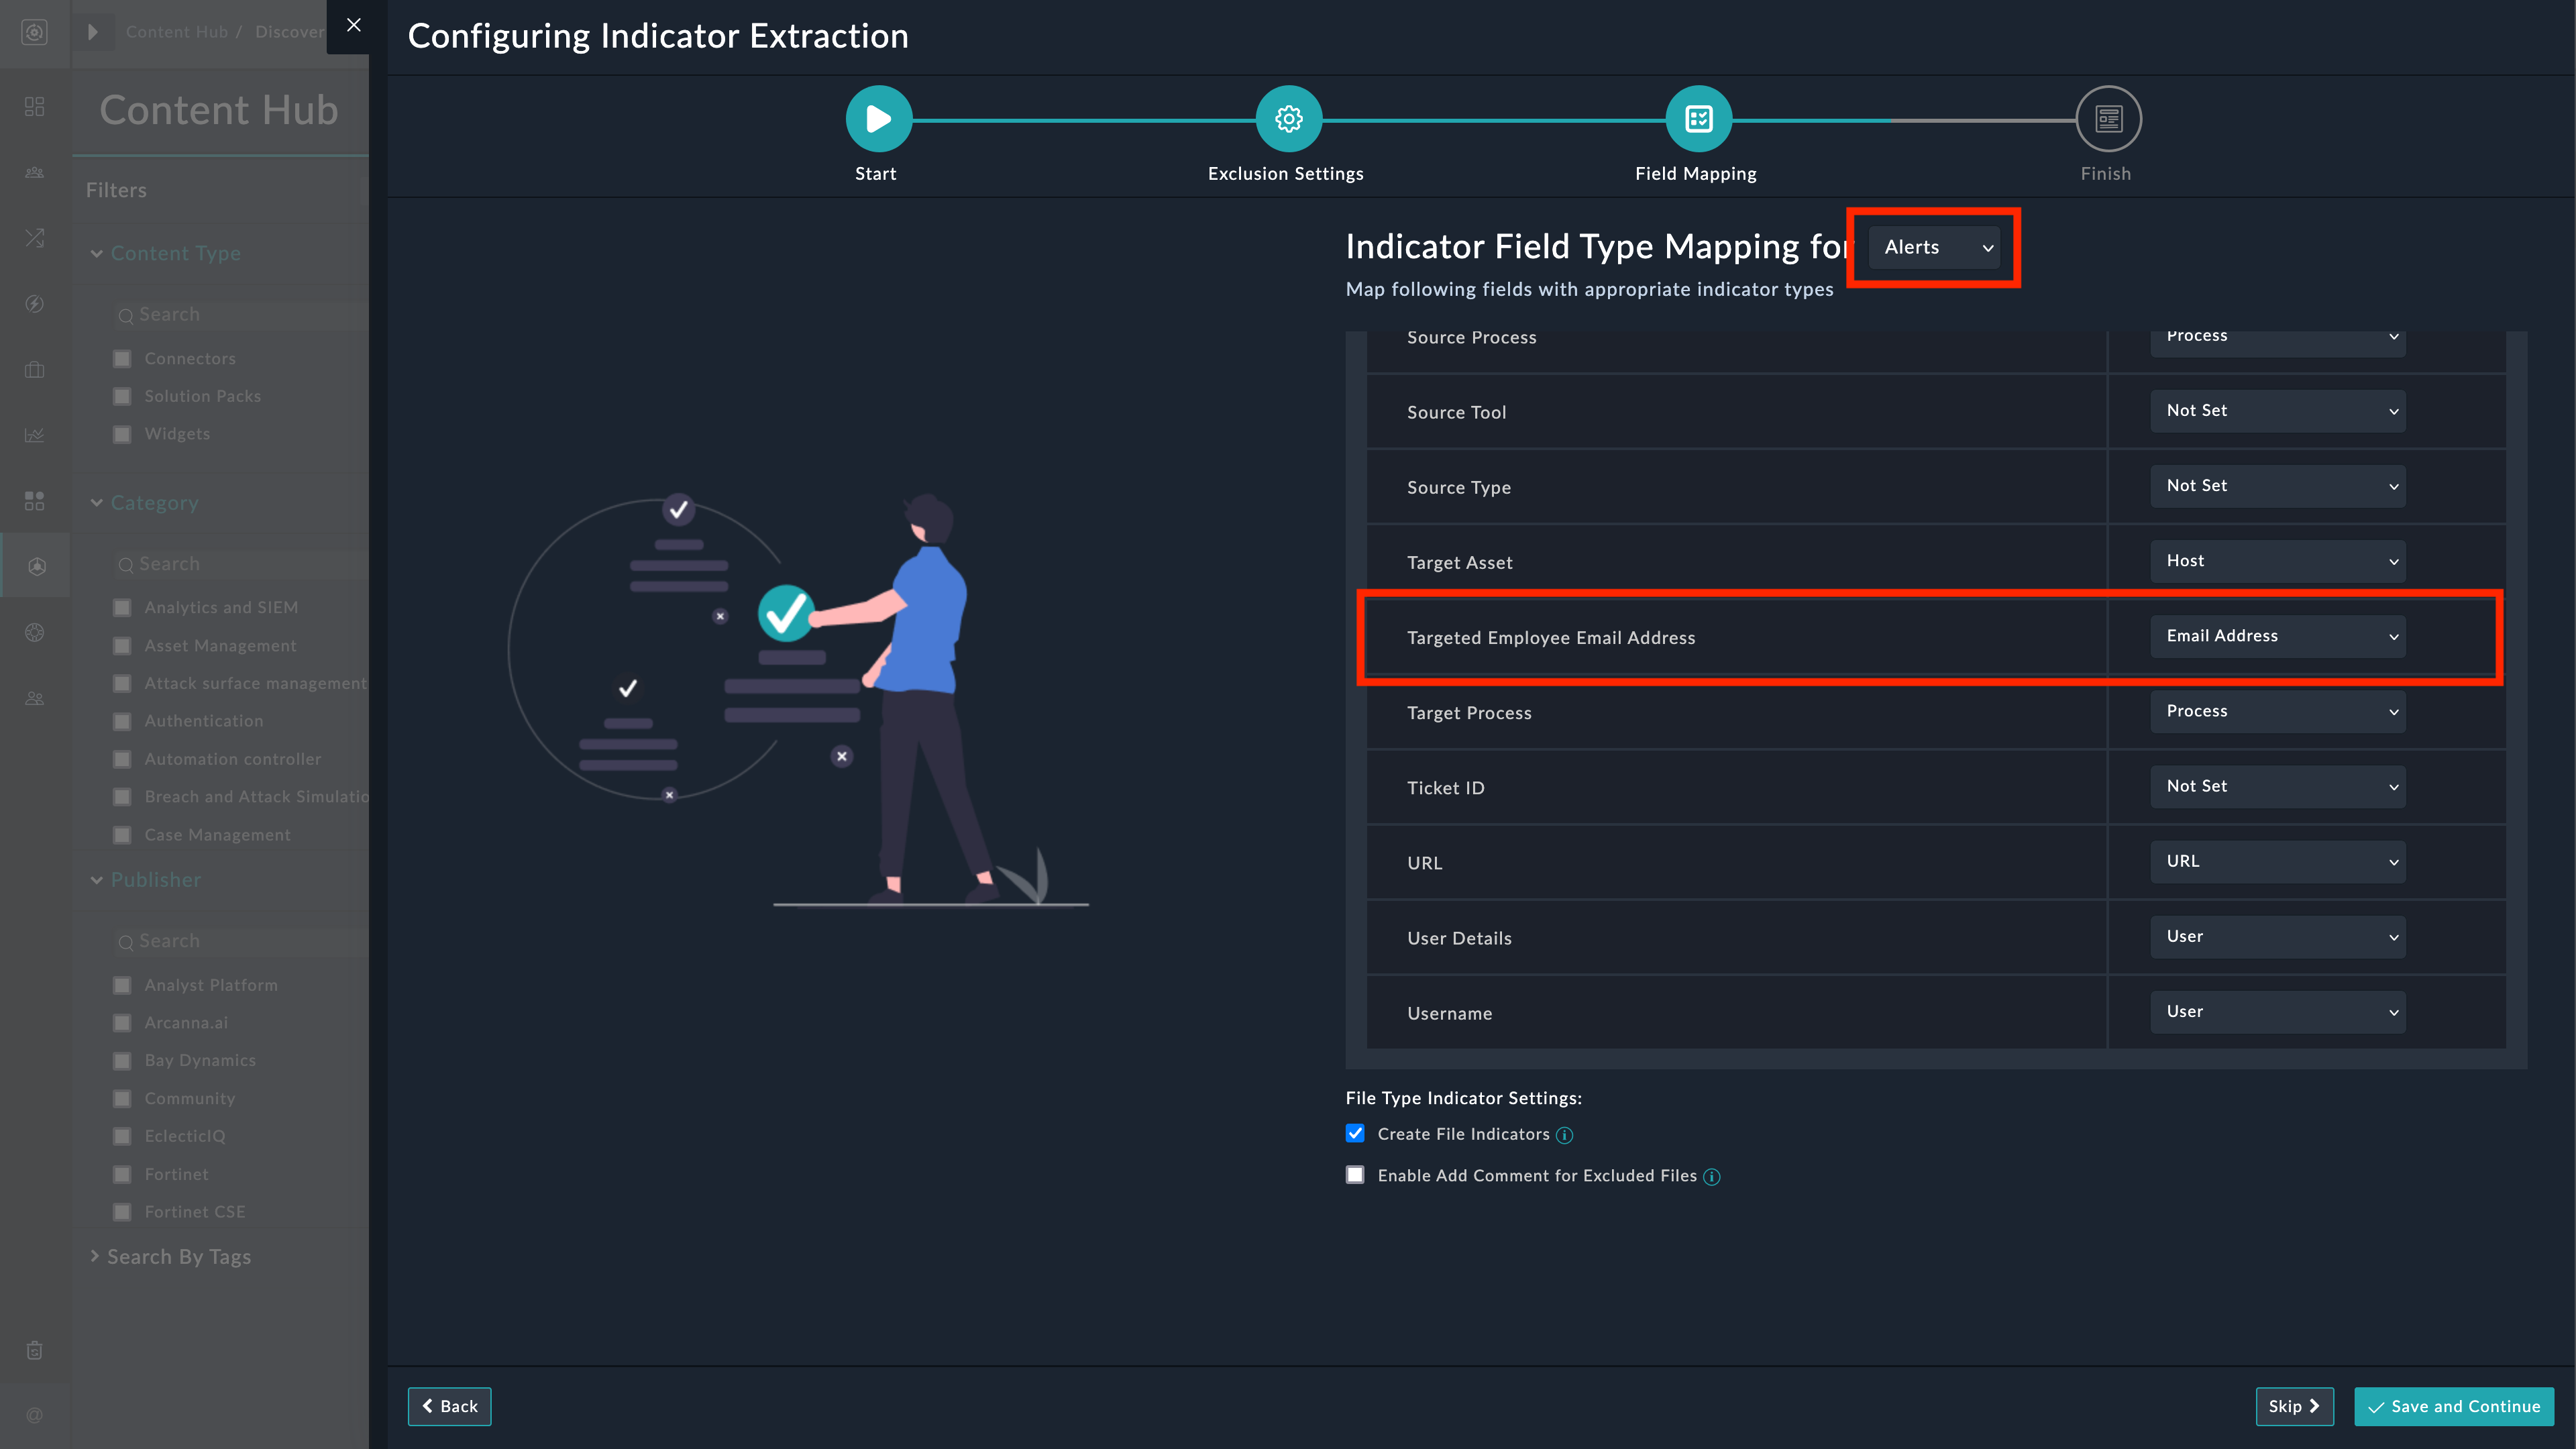 Content Hub / Discover
Configuring Indicator Extraction
Content Hub
Start
Exclusion Settings
Field Mapping
Finish
Filters
Content Type
Search
Connectors
Solution Packs
Widgets
Category
Search
Analytics and SIEM
Asset Management
Attack surface management
Authentication
Automation controller
Breach and Attack Simulatio
Case Management
Publisher
Search
Analyst Platform
Arcanna.ai
Bay Dynamics
Community
EclecticIQ
Fortinet
Fortinet CSE
Search By Tags
Indicator Field Type Mapping for Alerts
Map following fields with appropriate indicator types
Source Process Process
Source Tool Not Set
Source Type Not Set
Target Asset Host
Targeted Employee Email Address Email Address
Target Process Process
Ticket ID Not Set
URL URL
User Details User
Username User
File Type Indicator Settings:
Create File Indicators
Enable Add Comment for Excluded Files
Back
Skip
Save and Continue